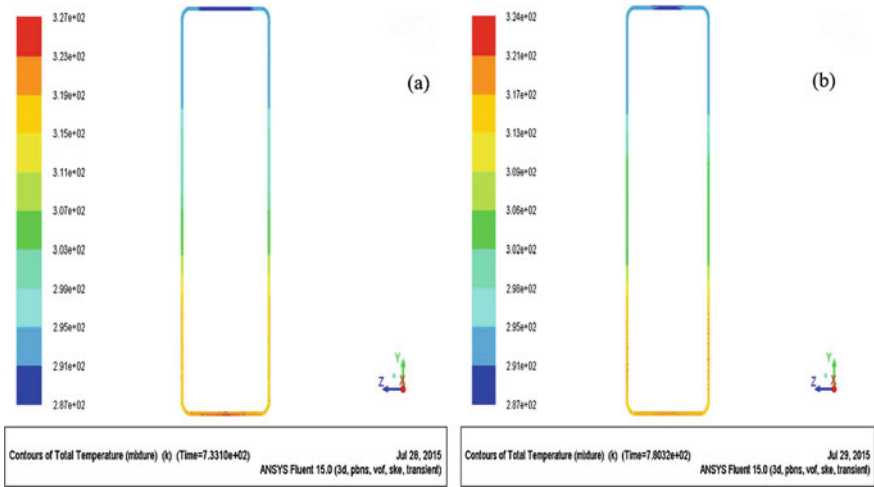 3.27e+02
3.23e+02
3.19e+02
3.15e+02
3.11e+02
3.07e+02
3.03e+02
2.99e+02
2.95e+02
2.91e+02
2.87e+02
(a)
Y
Z X
Contours of Total Temperature (mixture) (k) (Time=7.3310e+02)
Jul 28, 2015
ANSYS Fluent 15.0 (3d, pbns, vof, ske, transient)
3.24e+02
3.21e+02
3.17e+02
3.13e+02
3.09e+02
3.06e+02
3.02e+02
2.98e+02
2.95e+02
2.91e+02
2.87e+02
(b)
Y
Z X
Contours of Total Temperature (mixture) (k) (Time=7.8032e+02)
Jul 29, 2015
ANSYS Fluent 15.0 (3d, pbns, vof, ske, transient)